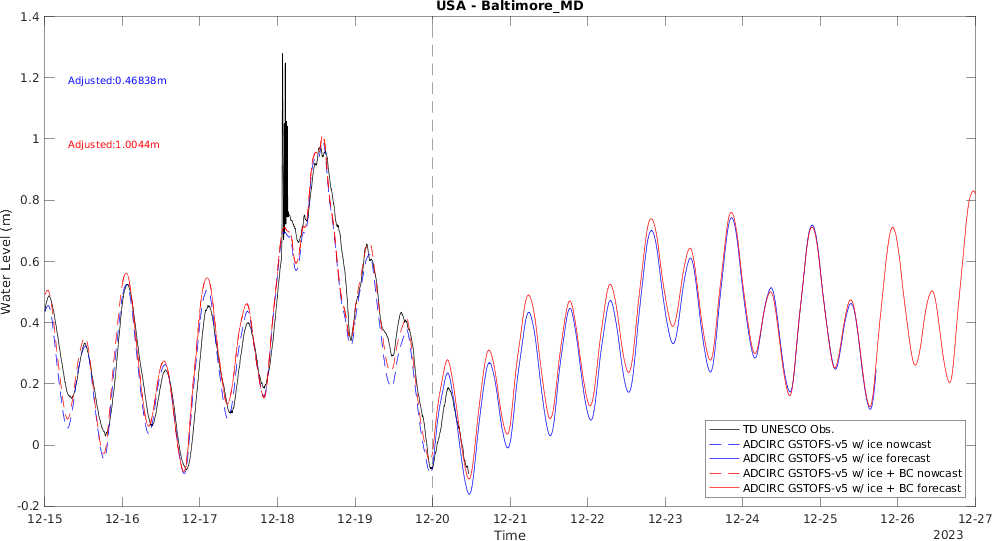 USA - Baltimore_MD
1.4
1.2
1
0.8
0.6
0.4
0.2
0
-0.2
Water Level (m)
Adjusted:0.46838m
Adjusted:1.0044m
TD UNESCO Obs.
ADCIRC GSTOFS-v5 w/ ice nowcast
ADCIRC GSTOFS-v5 w/ ice forecast
ADCIRC GSTOFS-v5 w/ ice + BC nowcast
ADCIRC GSTOFS-v5 w/ ice + BC forecast
12-15 12-16 12-17 12-18 12-19 12-20 12-21 12-22 12-23 12-24 12-25 12-26 12-27
Time
2023